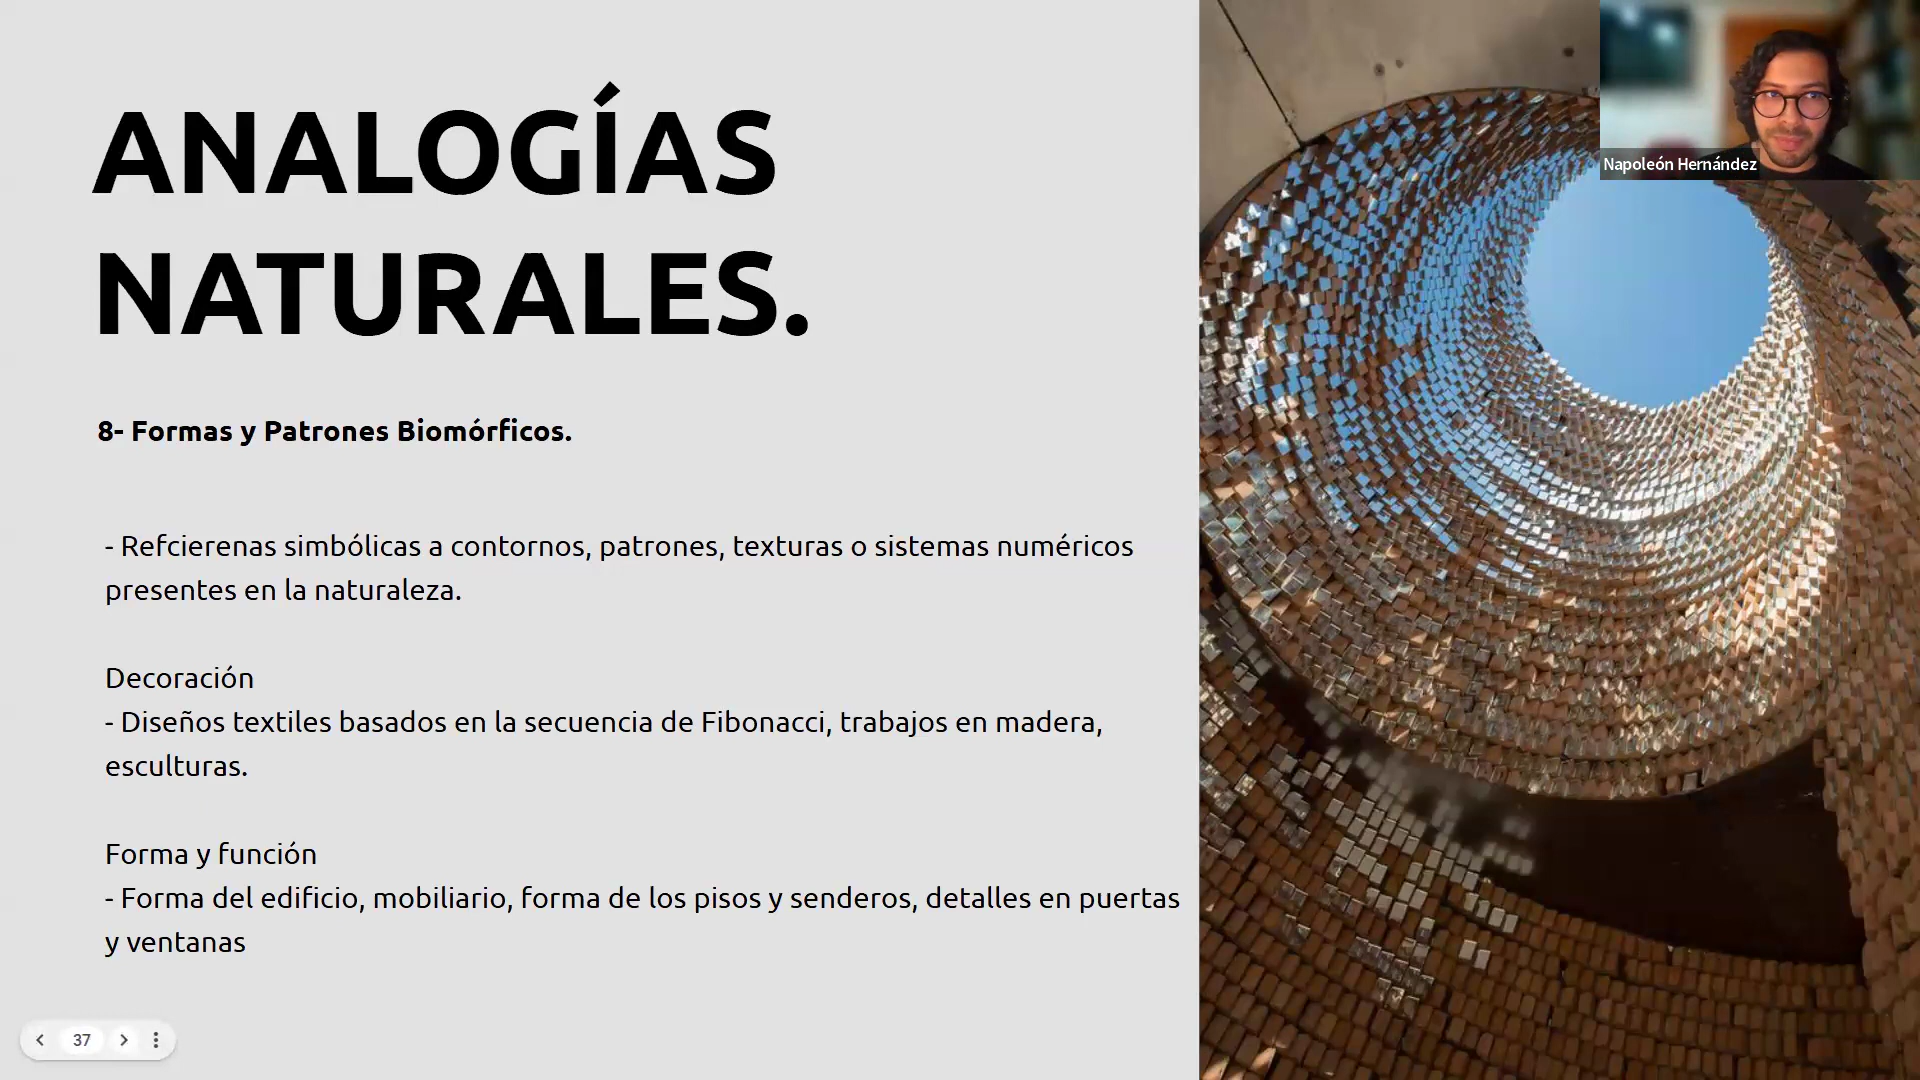 ANALOGÍAS
NATURALES.
8- Formas y Patrones Biomórficos.
- Refcierenas simbólicas a contornos, patrones, texturas o sistemas numéricos
presentes en la naturaleza.
Decoración
- Diseños textiles basados en la secuencia de Fibonacci, trabajos en madera,
esculturas.
Forma y función
- Forma del edificio, mobiliario, forma de los pisos y senderos, detalles en puertas
y ventanas
37
Napoleón Hernández